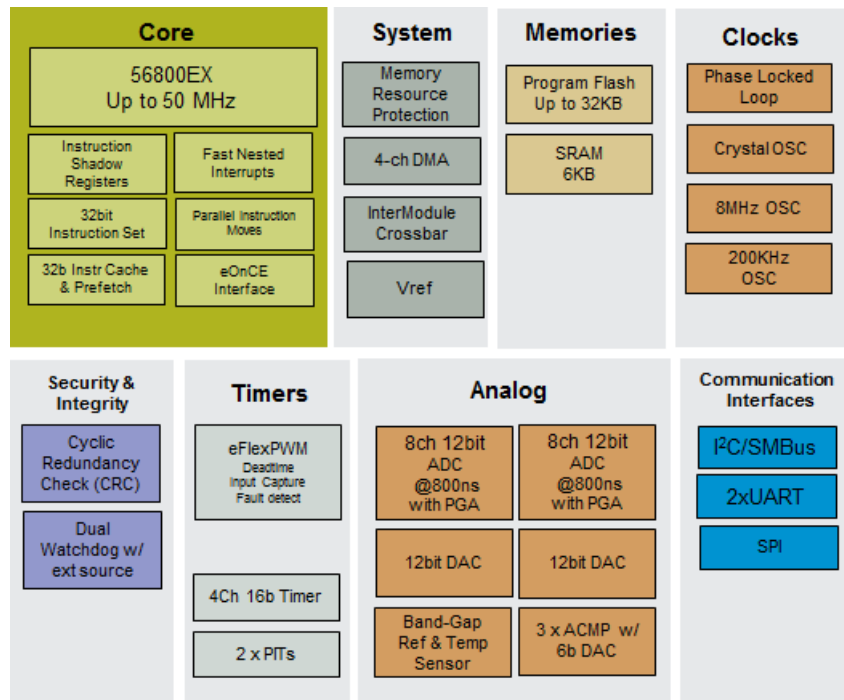 Core
56800EX
Up to 50 MHz
Instruction
Shadow
Registers
Fast Nested
Interrupts
32bit
Instruction Set
Parallel Instruction
Moves
32b Instr Cache
& Prefetch
eOnCE
Interface
System
Memory
Resource
Protection
4-ch DMA
InterModule
Crossbar
Vref
Memories
Program Flash
Up to 32KB
SRAM
6KB
Clocks
Phase Locked
Loop
Crystal OSC
8MHz OSC
200KHz
OSC
Security &
Integrity
Cyclic
Redundancy
Check (CRC)
Dual
Watchdog w/
ext source
Timers
eFlexPWM
Deadtime
Input Capture
Fault detect
4Ch 16b Timer
2 x PITs
Analog
8ch 12bit
ADC
@800ns
with PGA
8ch 12bit
ADC
@800ns
with PGA
12bit DAC
12bit DAC
Band-Gap
Ref & Temp
Sensor
3 x ACMP w/
6b DAC
Communication
Interfaces
I²C/SMBus
2xUART
SPI